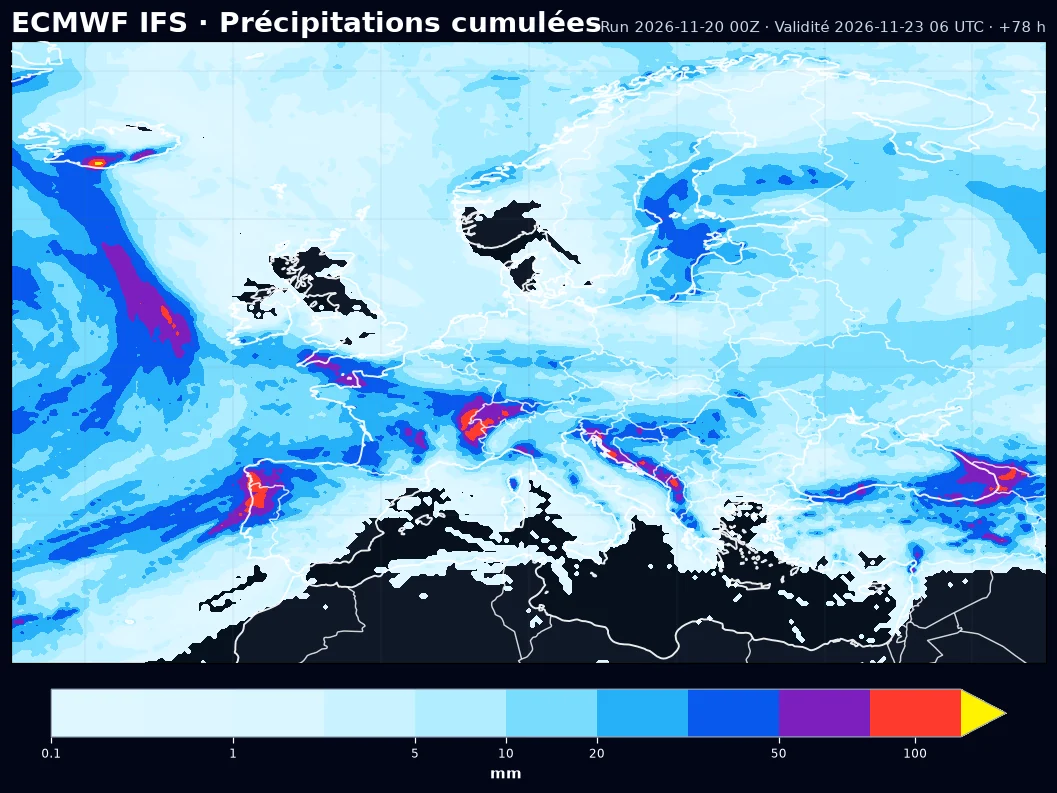 ECMWF IFS · Précipitations cumulées
Run 2026-11-20 00Z · Validité 2026-11-23 06 UTC · +78 h
0.1 1 5 10 20 50 100
mm